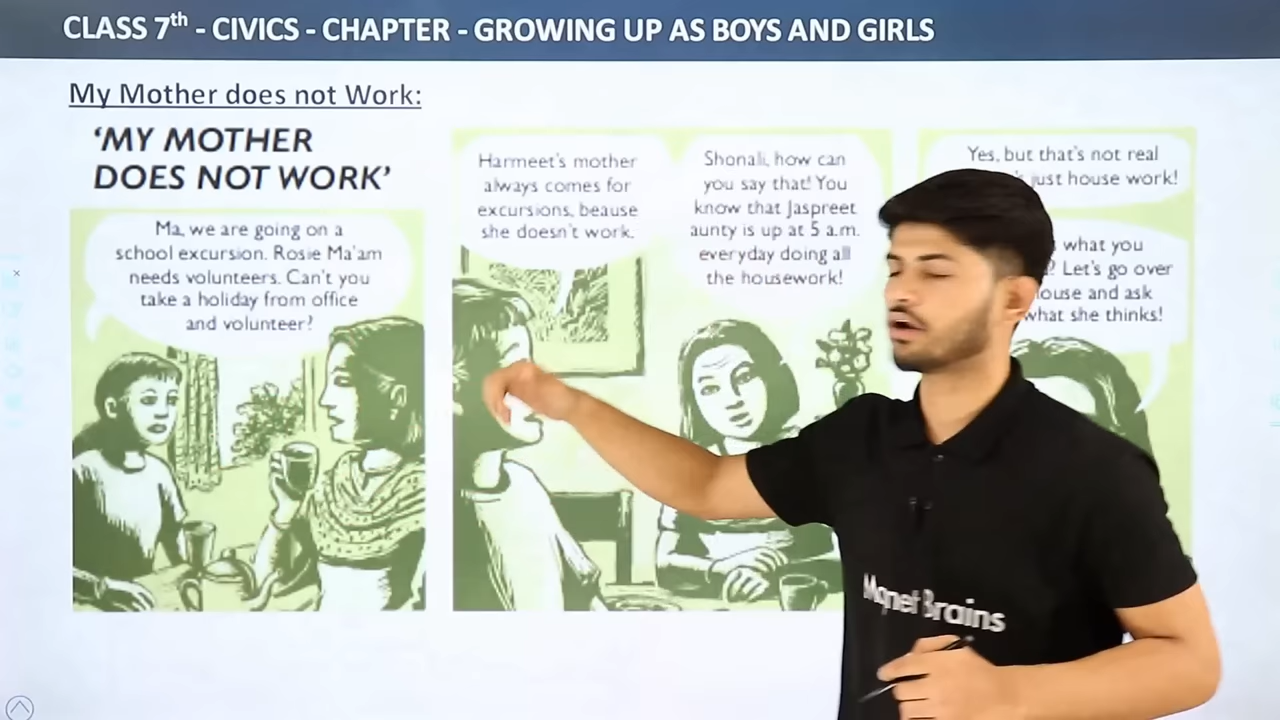 CLASS 7th - CIVICS - CHAPTER - GROWING UP AS BOYS AND GIRLS
My Mother does not Work:
‘MY MOTHER
DOES NOT WORK’
Ma, we are going on a
school excursion. Rosie Ma'am
needs volunteers. Can't you
take a holiday from office
and volunteer?
Harmeet's mother
always comes for
excursions, beause
she doesn't work.
Shonali, how can
you say that! You
know that Jaspreet
aunty is up at 5 a.m.
everyday doing all
the housework!
Yes, but that's not real
just house work!
what you
? Let's go over
and ask
what she thinks!
Magnet Brains